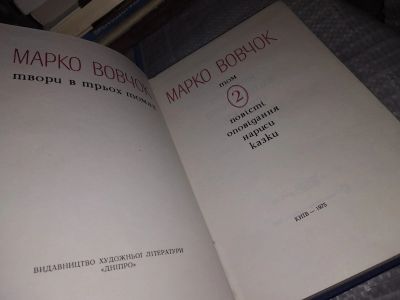 МАРКО ВОВЧОК
твори в трьох томах
ВИДАВНИЦТВО ХУДОЖНЬОЇ ЛІТЕРАТУРИ
«ДНІПРО»
МАРКО ВОВЧОК
том
2
повісті
оповідання
нариси
казки
КИЇВ — 1975